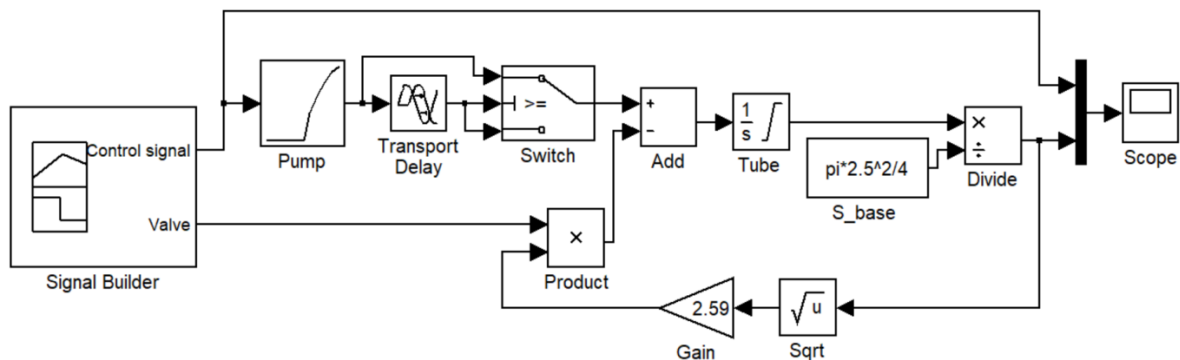 Control signal
Valve
Signal Builder
Pump
Transport
Delay
>=
Switch
+
−
Add
1
s
Tube
pi*2.5^2/4
S_base
×
÷
Divide
Scope
×
Product
2.59
Gain
√u
Sqrt